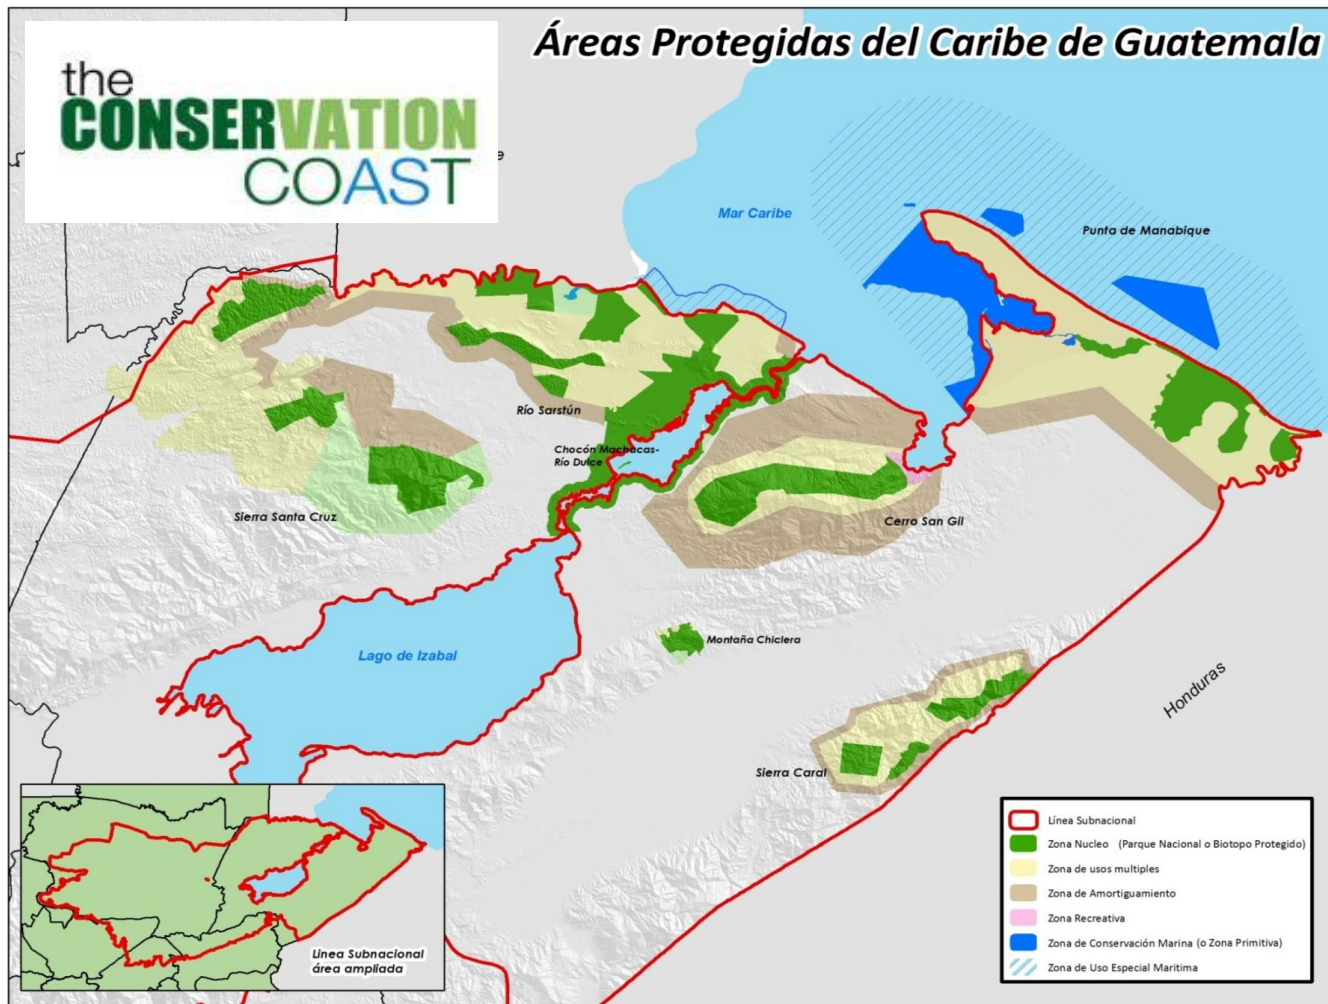 Áreas Protegidas del Caribe de Guatemala
the
CONSERVATION
COAST
e
Mar Caribe
Punta de Manabique
Río Sarstún
Chocón Machacas-
Río Dulce
Sierra Santa Cruz
Cerro San Gil
Montaña Chiclera
Lago de Izabal
Honduras
Sierra Caral
Línea Subnacional
Zona Nucleo (Parque Nacional o Biotopo Protegido)
Zona de usos multiples
Zona de Amortiguamiento
Zona Recreativa
Zona de Conservación Marina (o Zona Primitiva)
Zona de Uso Especial Maritima
Línea Subnacional
área ampliada